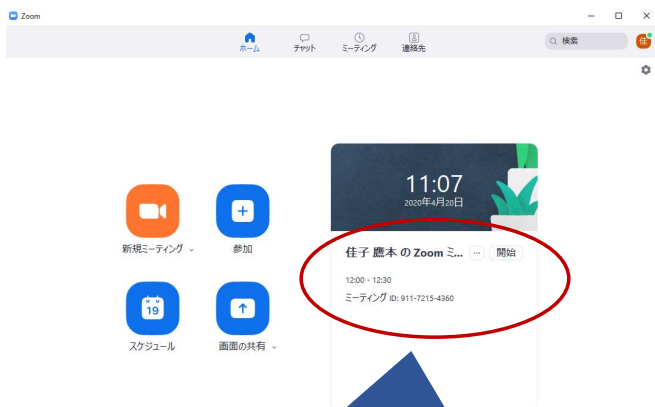 Zoom
ホーム チャット ミーティング 連絡先 検索 佳
11:07
2020年4月20日
新規ミーティング 参加
佳子 鷹本 の Zoom ミ... ... 開始
12:00 - 12:30
ミーティング ID: 911-7215-4360
19
スケジュール 画面の共有